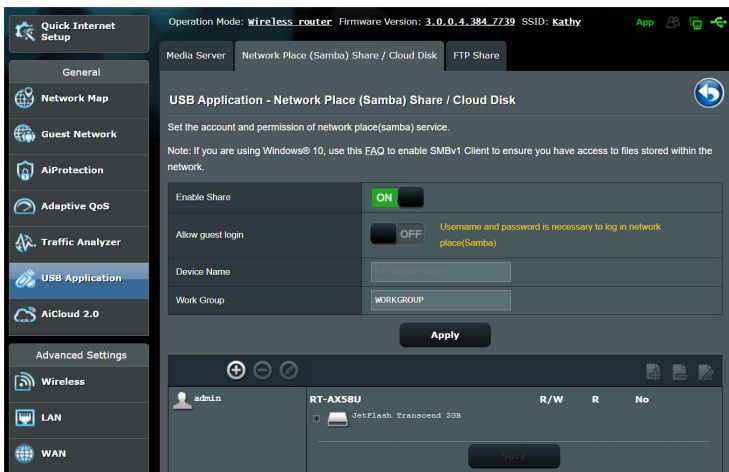 Quick Internet
Setup
Operation Mode: Wireless router Firmware Version: 3.0.0.4.384_7739 SSID: Kathy
App
Media Server
Network Place (Samba) Share / Cloud Disk
FTP Share
General
Network Map
Guest Network
AiProtection
Adaptive QoS
Traffic Analyzer
USB Application
AiCloud 2.0
Advanced Settings
Wireless
LAN
WAN
USB Application - Network Place (Samba) Share / Cloud Disk
Set the account and permission of network place(samba) service.
Note: If you are using Windows® 10, use this FAQ to enable SMBv1 Client to ensure you have access to files stored within the
network.
Enable Share
ON
Allow guest login
OFF
Username and password is necessary to log in network
place(Samba)
Device Name
Work Group
WORKGROUP
Apply
admin
RT-AX58U
R/W
R
No
JetFlash Transcend 2GB
Save